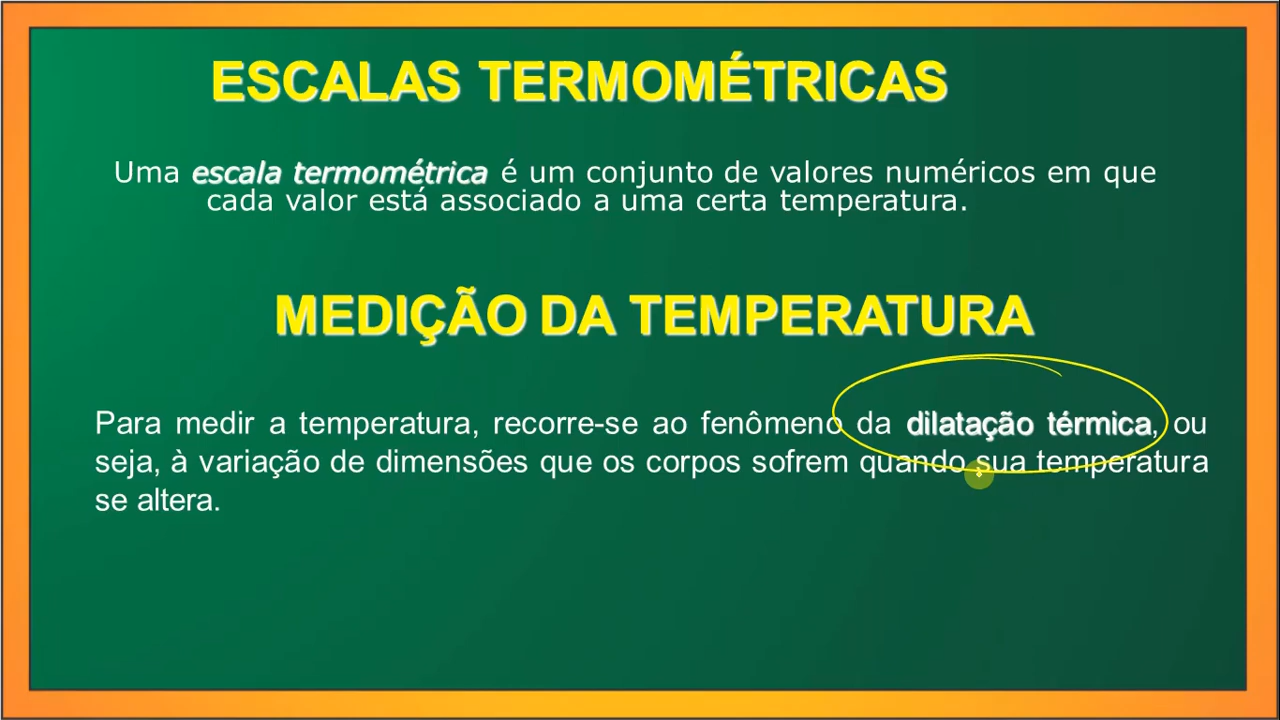 ESCALAS TERMOMÉTRICAS
Uma escala termométrica é um conjunto de valores numéricos em que
cada valor está associado a uma certa temperatura.
MEDIÇÃO DA TEMPERATURA
Para medir a temperatura, recorre-se ao fenômeno da dilatação térmica, ou
seja, à variação de dimensões que os corpos sofrem quando sua temperatura
se altera.